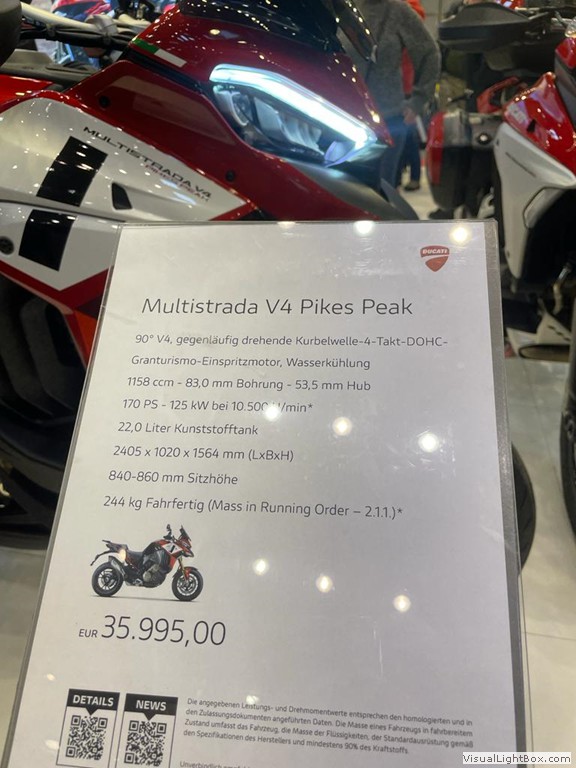 MULTISTRADA V4
DUCATI
Multistrada V4 Pikes Peak
90° V4, gegenläufig drehende Kurbelwelle-4-Takt-DOHC-
Granturismo-Einspritzmotor, Wasserkühlung
1158 ccm - 83,0 mm Bohrung - 53,5 mm Hub
170 PS - 125 kW bei 10.500 U/min*
22,0 Liter Kunststofftank
2405 x 1020 x 1564 mm (LxBxH)
840-860 mm Sitzhöhe
244 kg Fahrfertig (Mass in Running Order – 2.1.1.)*
EUR 35.995,00
DETAILS
NEWS
Die angegebenen Leistungs- und Drehmomentwerte entsprechen den homologierten und in
den Zulassungsdokumenten angeführten Daten. Die Masse eines Fahrzeugs in fahrbereitem
Zustand umfasst das Fahrzeug, die Masse der Flüssigkeiten, der Standardausrüstung gemäß
den Spezifikationen des Herstellers und mindestens 90% des Kraftstoffs.
VisualLightBox.com